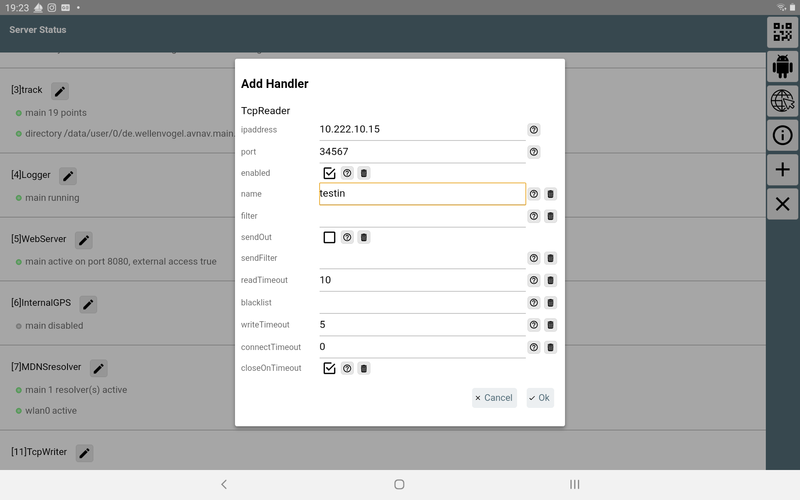 19:23
Server Status
[3]track
main 19 points
directory /data/user/0/de.wellenvogel.avnav.main.
[4]Logger
main running
[5]WebServer
main active on port 8080, external access true
[6]InternalGPS
main disabled
[7]MDNSresolver
main 1 resolver(s) active
wlan0 active
[11]TcpWriter
Add Handler
TcpReader
ipaddress 10.222.10.15
port 34567
enabled
name testin
filter
sendOut
sendFilter
readTimeout 10
blacklist
writeTimeout 5
connectTimeout 0
closeOnTimeout
Cancel Ok